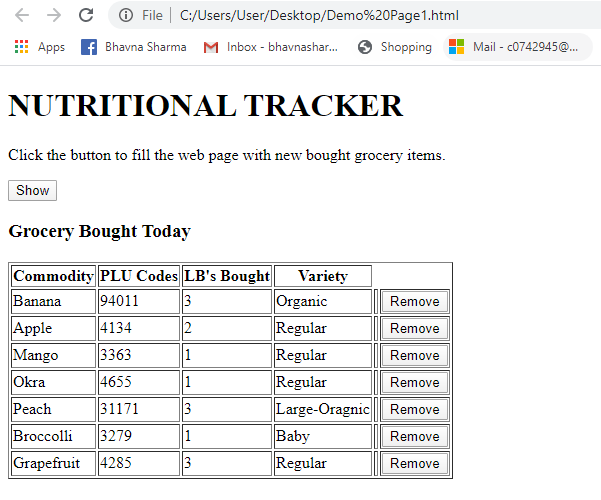 File C:/Users/User/Desktop/Demo%20Page1.html
Apps Bhavna Sharma Inbox - bhavnashar... Shopping Mail - c0742945@...
NUTRITIONAL TRACKER
Click the button to fill the web page with new bought grocery items.
Show
Grocery Bought Today
Commodity PLU Codes LB's Bought Variety
Banana 94011 3 Organic Remove
Apple 4134 2 Regular Remove
Mango 3363 1 Regular Remove
Okra 4655 1 Regular Remove
Peach 31171 3 Large-Oragnic Remove
Broccolli 3279 1 Baby Remove
Grapefruit 4285 3 Regular Remove